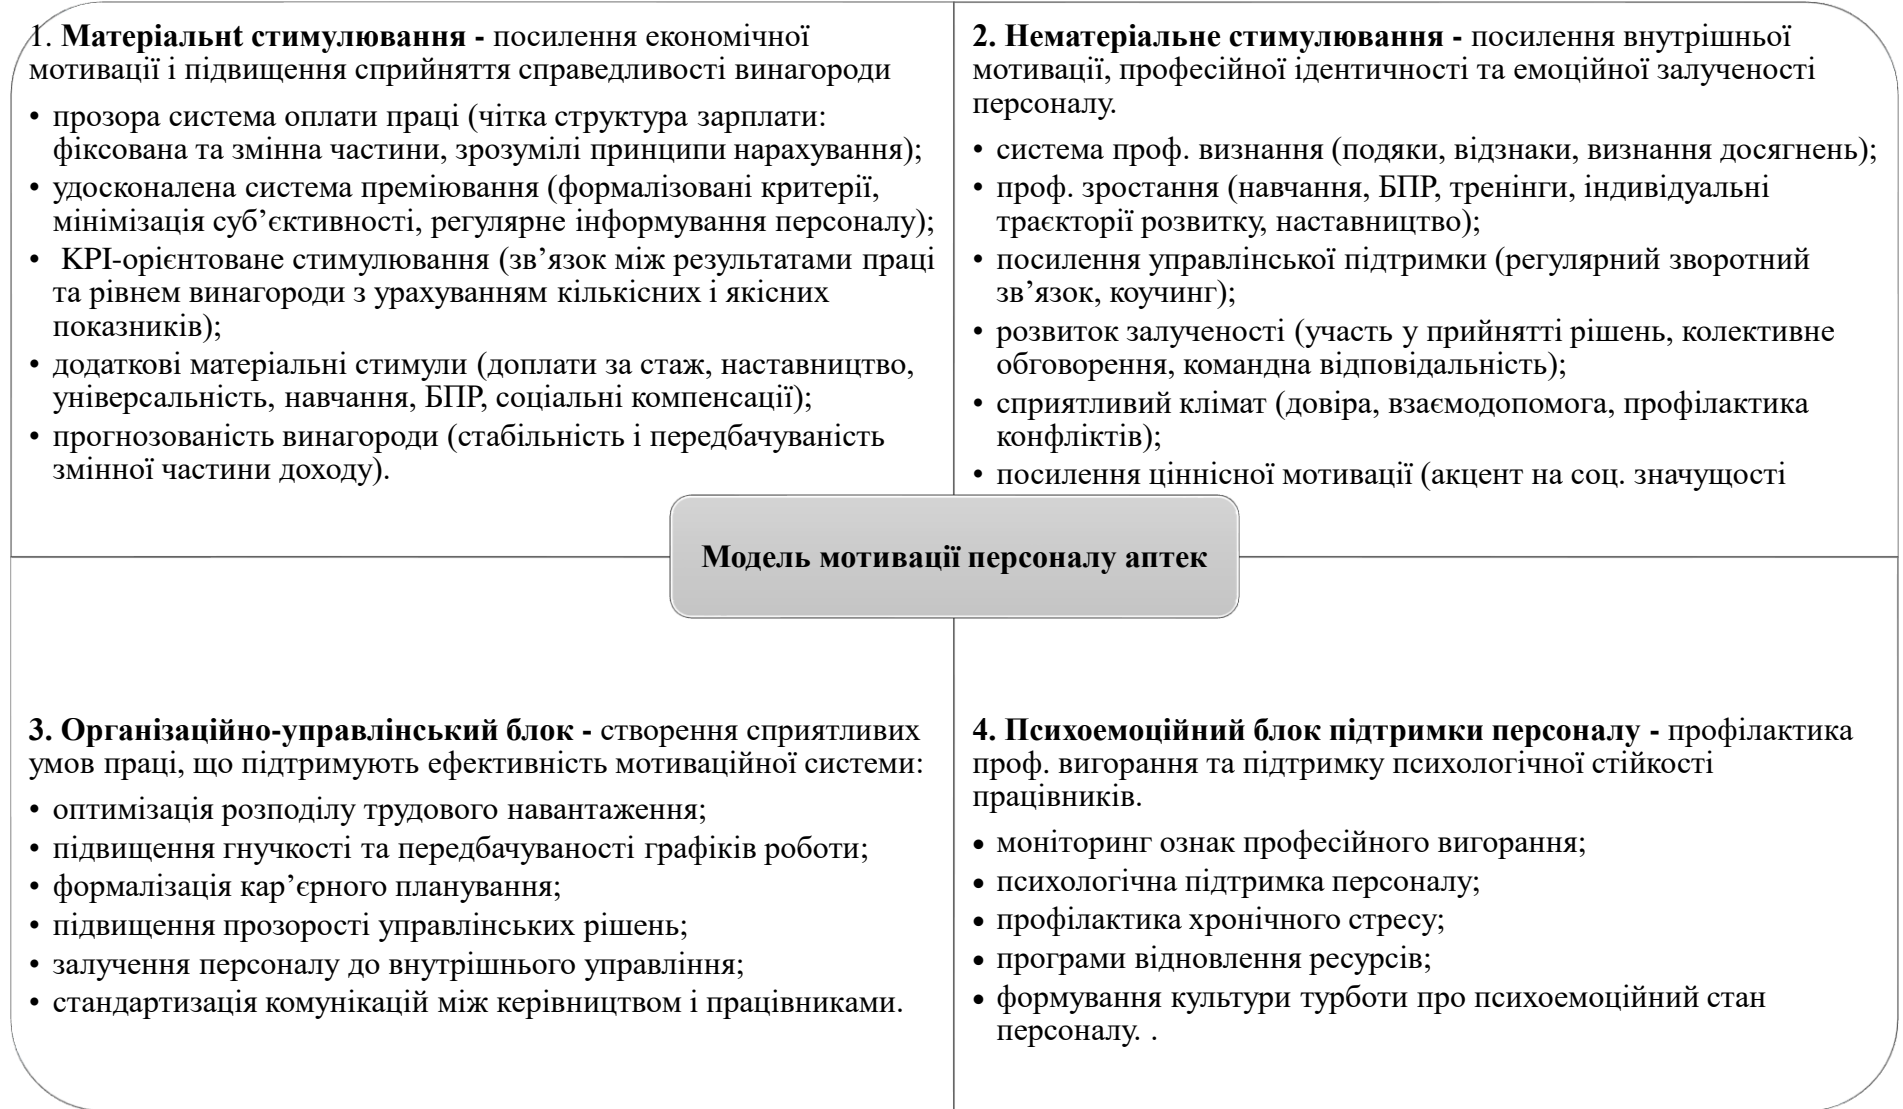 1. Матеріальнt стимулювання - посилення економічної
мотивації і підвищення сприйняття справедливості винагороди
• прозора система оплати праці (чітка структура зарплати:
фіксована та змінна частини, зрозумілі принципи нарахування);
• удосконалена система преміювання (формалізовані критерії,
мінімізація суб’єктивності, регулярне інформування персоналу);
• KPI-орієнтоване стимулювання (зв’язок між результатами праці
та рівнем винагороди з урахуванням кількісних і якісних
показників);
• додаткові матеріальні стимули (доплати за стаж, наставництво,
універсальність, навчання, БПР, соціальні компенсації);
• прогнозованість винагороди (стабільність і передбачуваність
змінної частини доходу).
2. Нематеріальне стимулювання - посилення внутрішньої
мотивації, професійної ідентичності та емоційної залученості
персоналу.
• система проф. визнання (подяки, відзнаки, визнання досягнень);
• проф. зростання (навчання, БПР, тренінги, індивідуальні
траєкторії розвитку, наставництво);
• посилення управлінської підтримки (регулярний зворотний
зв’язок, коучинг);
• розвиток залученості (участь у прийнятті рішень, колективне
обговорення, командна відповідальність);
• сприятливий клімат (довіра, взаємодопомога, профілактика
конфліктів);
• посилення ціннісної мотивації (акцент на соц. значущості
Модель мотивації персоналу аптек
3. Організаційно-управлінський блок - створення сприятливих
умов праці, що підтримують ефективність мотиваційної системи:
• оптимізація розподілу трудового навантаження;
• підвищення гнучкості та передбачуваності графіків роботи;
• формалізація кар’єрного планування;
• підвищення прозорості управлінських рішень;
• залучення персоналу до внутрішнього управління;
• стандартизація комунікацій між керівництвом і працівниками.
4. Психоемоційний блок підтримки персоналу - профілактика
проф. вигорання та підтримку психологічної стійкості
працівників.
• моніторинг ознак професійного вигорання;
• психологічна підтримка персоналу;
• профілактика хронічного стресу;
• програми відновлення ресурсів;
• формування культури турботи про психоемоційний стан
персоналу. .